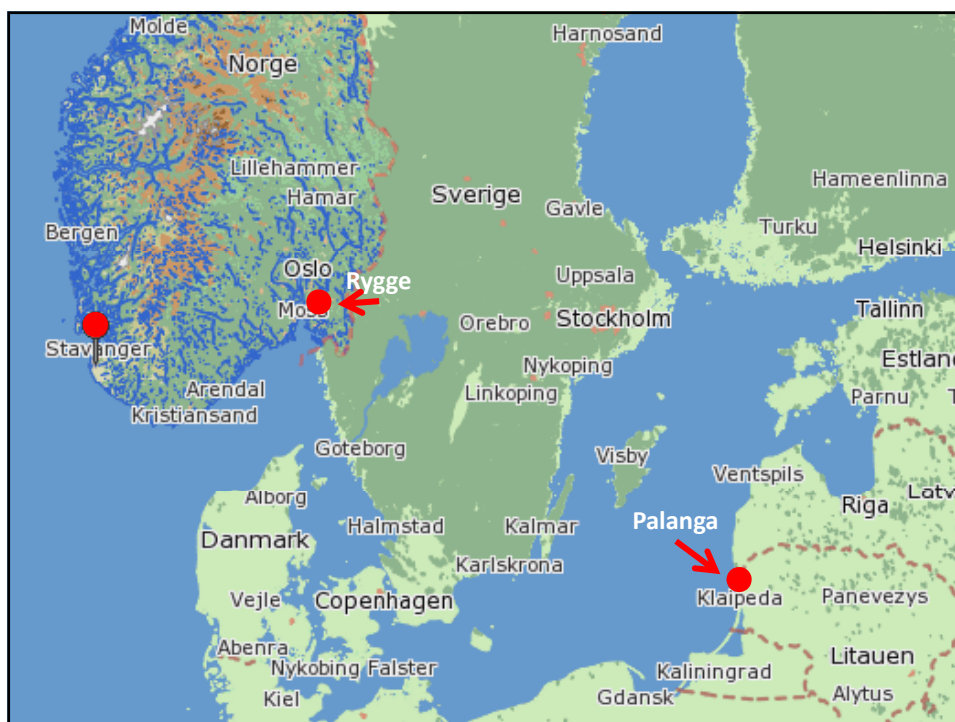 Molde
Harnosand
Norge
Lillehammer
Hameenlinna
Hamar
Sverige
Gavle
Turku
Bergen
Helsinki
Oslo
Rygge
Uppsala
Moss
Tallinn
Orebro
Stockholm
Stavanger
Estland
Nykoping
Arendal
Linkoping
Parnu
Kristiansand
Goteborg
Visby
Ventspils
Alborg
Riga
Latv
Palanga
Halmstad
Kalmar
Danmark
Karlskrona
Vejle
Copenhagen
Klaipeda
Panevezys
Abenra
Nykobing Falster
Kaliningrad
Litauen
Kiel
Gdansk
Alytus